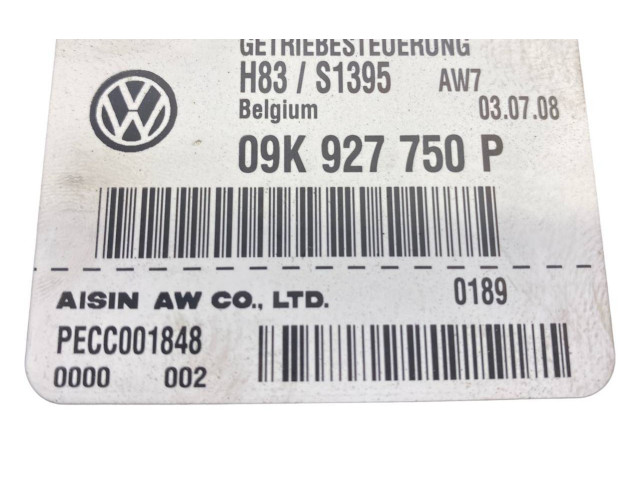 GETRIEBESTEUERUNG
H83 / S1395 AW7
Belgium 03.07.08
09K 927 750 P
AISIN AW CO., LTD. 0189
PECC001848
0000 002